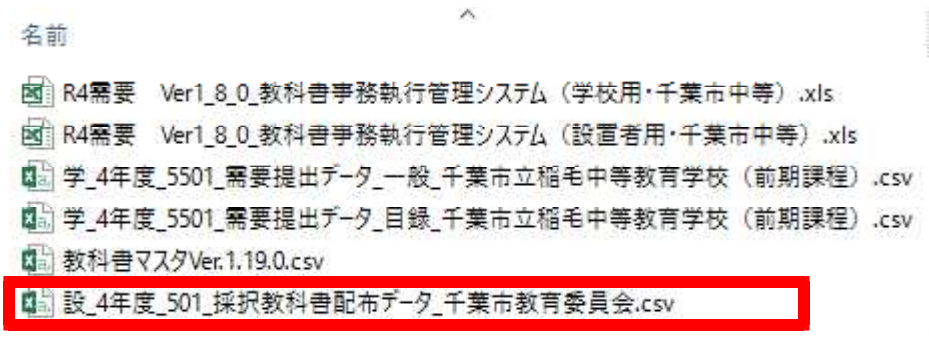 名前
R4需要　Ver1_8_0_教科書事務執行管理システム（学校用・千葉市中等）.xls
R4需要　Ver1_8_0_教科書事務執行管理システム（設置者用・千葉市中等）.xls
学_4年度_5501_需要提出データ_一般_千葉市立稲毛中等教育学校（前期課程）.csv
学_4年度_5501_需要提出データ_目録_千葉市立稲毛中等教育学校（前期課程）.csv
教科書マスタVer.1.19.0.csv
設_4年度_501_採択教科書配布データ_千葉市教育委員会.csv